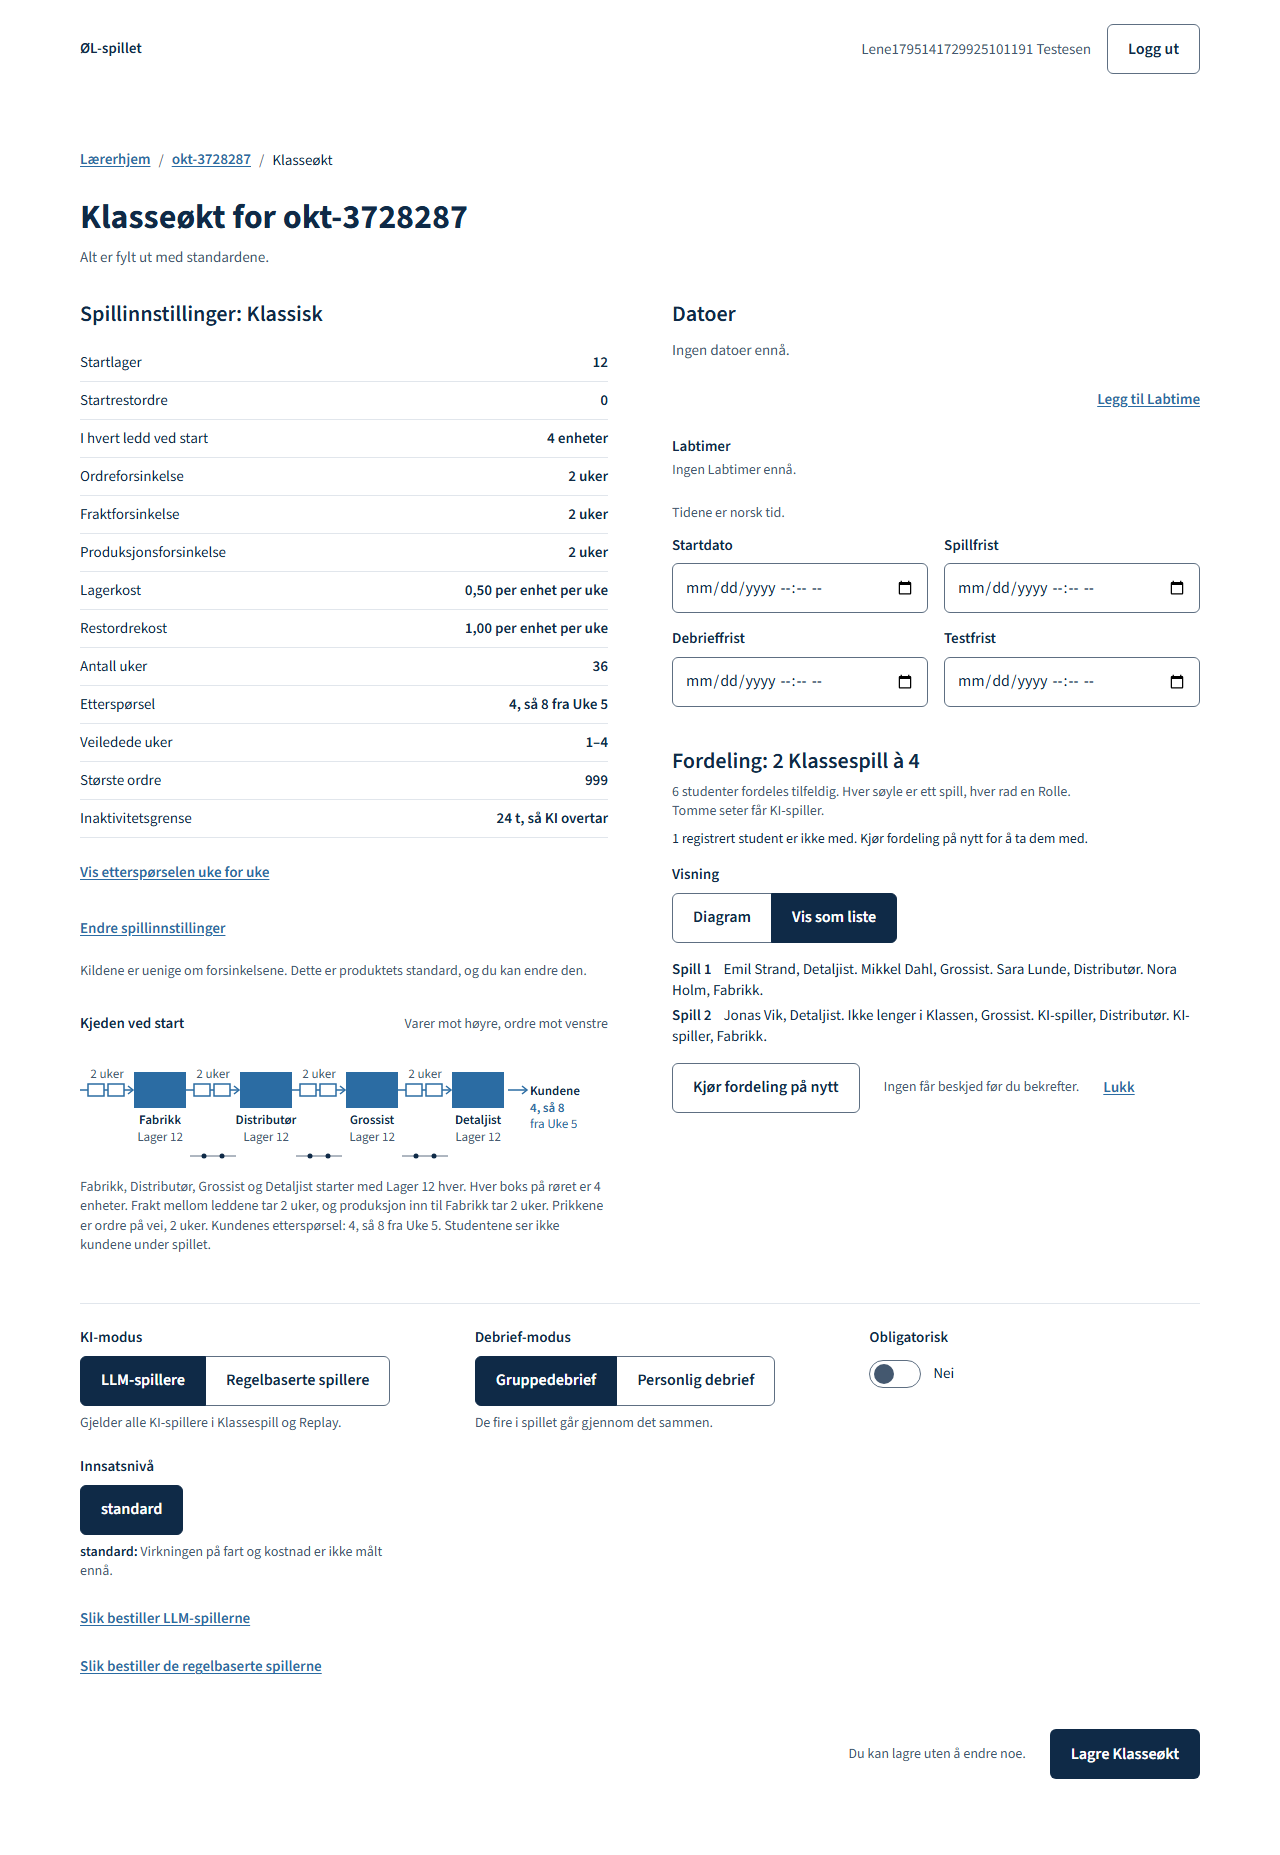 ØL-spillet
Lene1795141729925101191 Testesen
Logg ut
Lærerhjem / okt-3728287 / Klasseøkt
Klasseøkt for okt-3728287
Alt er fylt ut med standardene.
Spillinnstillinger: Klassisk
Startlager 12
Startrestordre 0
I hvert ledd ved start 4 enheter
Ordreforsinkelse 2 uker
Fraktforsinkelse 2 uker
Produksjonsforsinkelse 2 uker
Lagerkost 0,50 per enhet per uke
Restordrekost 1,00 per enhet per uke
Antall uker 36
Etterspørsel 4, så 8 fra Uke 5
Veiledede uker 1–4
Største ordre 999
Inaktivitetsgrense 24 t, så KI overtar
Vis etterspørselen uke for uke
Endre spillinnstillinger
Kildene er uenige om forsinkelsene. Dette er produktets standard, og du kan endre den.
Kjeden ved start
Varer mot høyre, ordre mot venstre
2 uker 2 uker 2 uker 2 uker
Kundene
4, så 8
fra Uke 5
Fabrikk Distributør Grossist Detaljist
Lager 12 Lager 12 Lager 12 Lager 12
Fabrikk, Distributør, Grossist og Detaljist starter med Lager 12 hver. Hver boks på røret er 4
enheter. Frakt mellom leddene tar 2 uker, og produksjon inn til Fabrikk tar 2 uker. Prikkene
er ordre på vei, 2 uker. Kundenes etterspørsel: 4, så 8 fra Uke 5. Studentene ser ikke
kundene under spillet.
Datoer
Ingen datoer ennå.
Legg til Labtime
Labtimer
Ingen Labtimer ennå.
Tidene er norsk tid.
Startdato Spillfrist
mm/dd/yyyy --:-- -- mm/dd/yyyy --:-- --
Debrieffrist Testfrist
mm/dd/yyyy --:-- -- mm/dd/yyyy --:-- --
Fordeling: 2 Klassespill à 4
6 studenter fordeles tilfeldig. Hver søyle er ett spill, hver rad en Rolle.
Tomme seter får KI-spiller.
1 registrert student er ikke med. Kjør fordeling på nytt for å ta dem med.
Visning
Diagram Vis som liste
Spill 1 Emil Strand, Detaljist. Mikkel Dahl, Grossist. Sara Lunde, Distributør. Nora
Holm, Fabrikk.
Spill 2 Jonas Vik, Detaljist. Ikke lenger i Klassen, Grossist. KI-spiller, Distributør. KI-
spiller, Fabrikk.
Kjør fordeling på nytt Ingen får beskjed før du bekrefter. Lukk
KI-modus
LLM-spillere Regelbaserte spillere
Gjelder alle KI-spillere i Klassespill og Replay.
Innsatsnivå
standard
standard: Virkningen på fart og kostnad er ikke målt
ennå.
Slik bestiller LLM-spillerne
Slik bestiller de regelbaserte spillerne
Debrief-modus
Gruppedebrief Personlig debrief
De fire i spillet går gjennom det sammen.
Obligatorisk
Nei
Du kan lagre uten å endre noe.
Lagre Klasseøkt